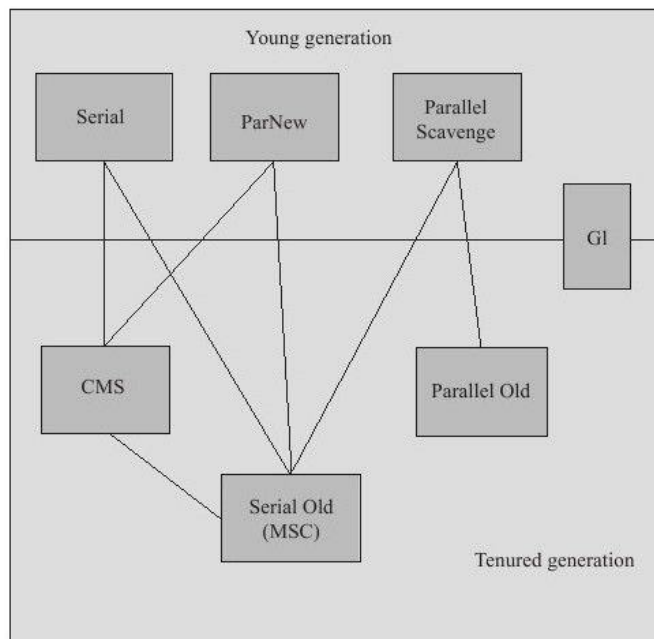 Young generation
Serial
ParNew
Parallel
Scavenge
Gl
CMS
Parallel Old
Serial Old
(MSC)
Tenured generation